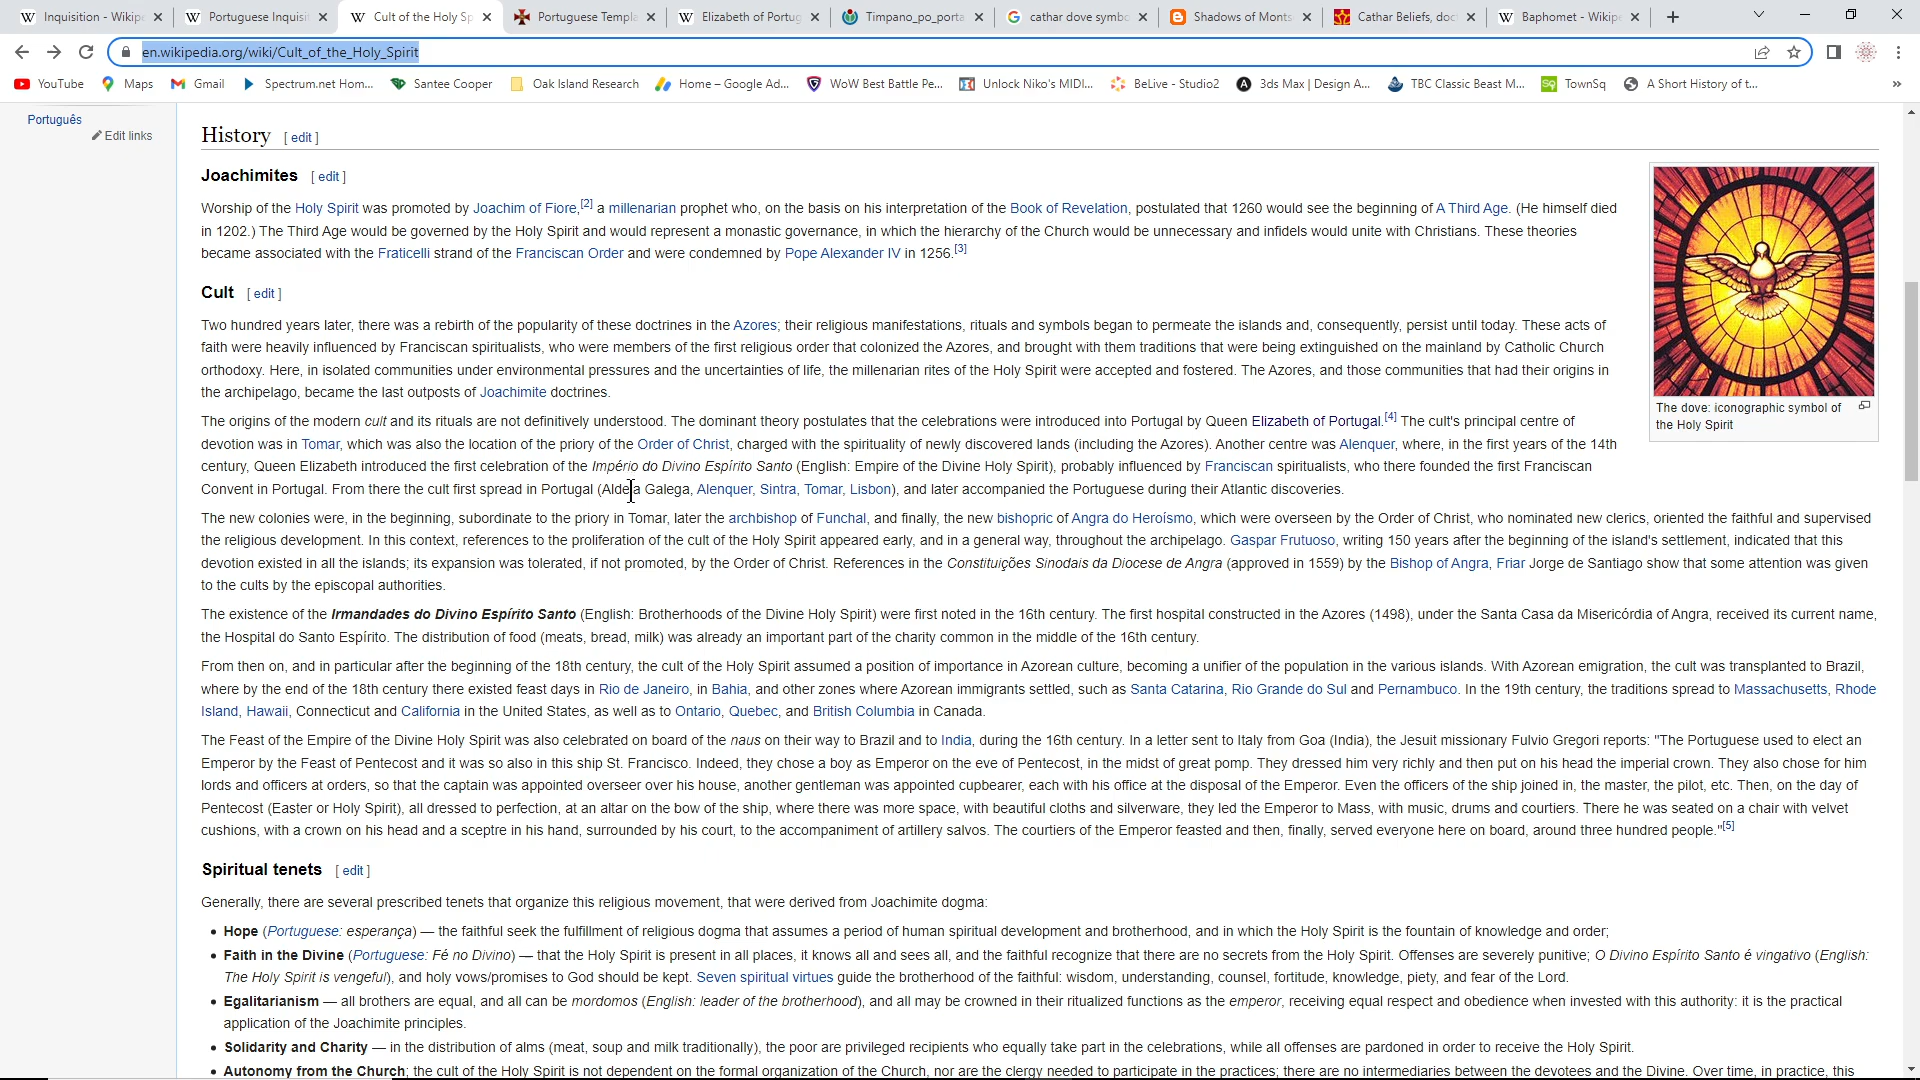 Inquisition - Wikipe
Portuguese Inquisi
Cult of the Holy Sp
Portuguese Templa
Elizabeth of Portug
Timpano_po_porta
cathar dove symbo
Shadows of Monts
Cathar Beliefs, doc
Baphomet - Wikipe
en.wikipedia.org/wiki/Cult_of_the_Holy_Spirit
YouTube
Maps
Gmail
Spectrum.net Hom...
Santee Cooper
Oak Island Research
Home – Google Ad...
WoW Best Battle Pe...
Unlock Niko's MIDI...
BeLive - Studio2
3ds Max | Design A...
TBC Classic Beast M...
TownSq
A Short History of t...
Português
Edit links
History [ edit ]
Joachimites [ edit ]
Worship of the Holy Spirit was promoted by Joachim of Fiore,[2] a millenarian prophet who, on the basis on his interpretation of the Book of Revelation, postulated that 1260 would see the beginning of A Third Age. (He himself died
in 1202.) The Third Age would be governed by the Holy Spirit and would represent a monastic governance, in which the hierarchy of the Church would be unnecessary and infidels would unite with Christians. These theories
became associated with the Fraticelli strand of the Franciscan Order and were condemned by Pope Alexander IV in 1256.[3]
The dove: iconographic symbol of
the Holy Spirit
Cult [ edit ]
Two hundred years later, there was a rebirth of the popularity of these doctrines in the Azores; their religious manifestations, rituals and symbols began to permeate the islands and, consequently, persist until today. These acts of
faith were heavily influenced by Franciscan spiritualists, who were members of the first religious order that colonized the Azores, and brought with them traditions that were being extinguished on the mainland by Catholic Church
orthodoxy. Here, in isolated communities under environmental pressures and the uncertainties of life, the millenarian rites of the Holy Spirit were accepted and fostered. The Azores, and those communities that had their origins in
the archipelago, became the last outposts of Joachimite doctrines.
The origins of the modern cult and its rituals are not definitively understood. The dominant theory postulates that the celebrations were introduced into Portugal by Queen Elizabeth of Portugal.[4] The cult's principal centre of
devotion was in Tomar, which was also the location of the priory of the Order of Christ, charged with the spirituality of newly discovered lands (including the Azores). Another centre was Alenquer, where, in the first years of the 14th
century, Queen Elizabeth introduced the first celebration of the Império do Divino Espírito Santo (English: Empire of the Divine Holy Spirit), probably influenced by Franciscan spiritualists, who there founded the first Franciscan
Convent in Portugal. From there the cult first spread in Portugal (Aldeia Galega, Alenquer, Sintra, Tomar, Lisbon), and later accompanied the Portuguese during their Atlantic discoveries.
The new colonies were, in the beginning, subordinate to the priory in Tomar, later the archbishop of Funchal, and finally, the new bishopric of Angra do Heroísmo, which were overseen by the Order of Christ, who nominated new clerics, oriented the faithful and supervised
the religious development. In this context, references to the proliferation of the cult of the Holy Spirit appeared early, and in a general way, throughout the archipelago. Gaspar Frutuoso, writing 150 years after the beginning of the island's settlement, indicated that this
devotion existed in all the islands; its expansion was tolerated, if not promoted, by the Order of Christ. References in the Constituições Sinodais da Diocese de Angra (approved in 1559) by the Bishop of Angra, Friar Jorge de Santiago show that some attention was given
to the cults by the episcopal authorities.
The existence of the Irmandades do Divino Espírito Santo (English: Brotherhoods of the Divine Holy Spirit) were first noted in the 16th century. The first hospital constructed in the Azores (1498), under the Santa Casa da Misericórdia of Angra, received its current name,
the Hospital do Santo Espírito. The distribution of food (meats, bread, milk) was already an important part of the charity common in the middle of the 16th century.
From then on, and in particular after the beginning of the 18th century, the cult of the Holy Spirit assumed a position of importance in Azorean culture, becoming a unifier of the population in the various islands. With Azorean emigration, the cult was transplanted to Brazil,
where by the end of the 18th century there existed feast days in Rio de Janeiro, in Bahia, and other zones where Azorean immigrants settled, such as Santa Catarina, Rio Grande do Sul and Pernambuco. In the 19th century, the traditions spread to Massachusetts, Rhode
Island, Hawaii, Connecticut and California in the United States, as well as to Ontario, Quebec, and British Columbia in Canada.
The Feast of the Empire of the Divine Holy Spirit was also celebrated on board of the naus on their way to Brazil and to India, during the 16th century. In a letter sent to Italy from Goa (India), the Jesuit missionary Fulvio Gregori reports: "The Portuguese used to elect an
Emperor by the Feast of Pentecost and it was so also in this ship St. Francisco. Indeed, they chose a boy as Emperor on the eve of Pentecost, in the midst of great pomp. They dressed him very richly and then put on his head the imperial crown. They also chose for him
lords and officers at orders, so that the captain was appointed overseer over his house, another gentleman was appointed cupbearer, each with his office at the disposal of the Emperor. Even the officers of the ship joined in, the master, the pilot, etc. Then, on the day of
Pentecost (Easter or Holy Spirit), all dressed to perfection, at an altar on the bow of the ship, where there was more space, with beautiful cloths and silverware, they led the Emperor to Mass, with music, drums and courtiers. There he was seated on a chair with velvet
cushions, with a crown on his head and a sceptre in his hand, surrounded by his court, to the accompaniment of artillery salvos. The courtiers of the Emperor feasted and then, finally, served everyone here on board, around three hundred people."[5]
Spiritual tenets [ edit ]
Generally, there are several prescribed tenets that organize this religious movement, that were derived from Joachimite dogma:
• Hope (Portuguese: esperança) — the faithful seek the fulfillment of religious dogma that assumes a period of human spiritual development and brotherhood, and in which the Holy Spirit is the fountain of knowledge and order;
• Faith in the Divine (Portuguese: Fé no Divino) — that the Holy Spirit is present in all places, it knows all and sees all, and the faithful recognize that there are no secrets from the Holy Spirit. Offenses are severely punitive; O Divino Espírito Santo é vingativo (English:
The Holy Spirit is vengeful), and holy vows/promises to God should be kept. Seven spiritual virtues guide the brotherhood of the faithful: wisdom, understanding, counsel, fortitude, knowledge, piety, and fear of the Lord.
• Egalitarianism — all brothers are equal, and all can be mordomos (English: leader of the brotherhood), and all may be crowned in their ritualized functions as the emperor, receiving equal respect and obedience when invested with this authority: it is the practical
application of the Joachimite principles.
• Solidarity and Charity — in the distribution of alms (meat, soup and milk traditionally), the poor are privileged recipients who equally take part in the celebrations, while all offenses are pardoned in order to receive the Holy Spirit.
• Autonomy from the Church; the cult of the Holy Spirit is not dependent on the formal organization of the Church, nor are the clergy needed to participate in the practices; there are no intermediaries between the devotees and the Divine. Over time, in practice, this